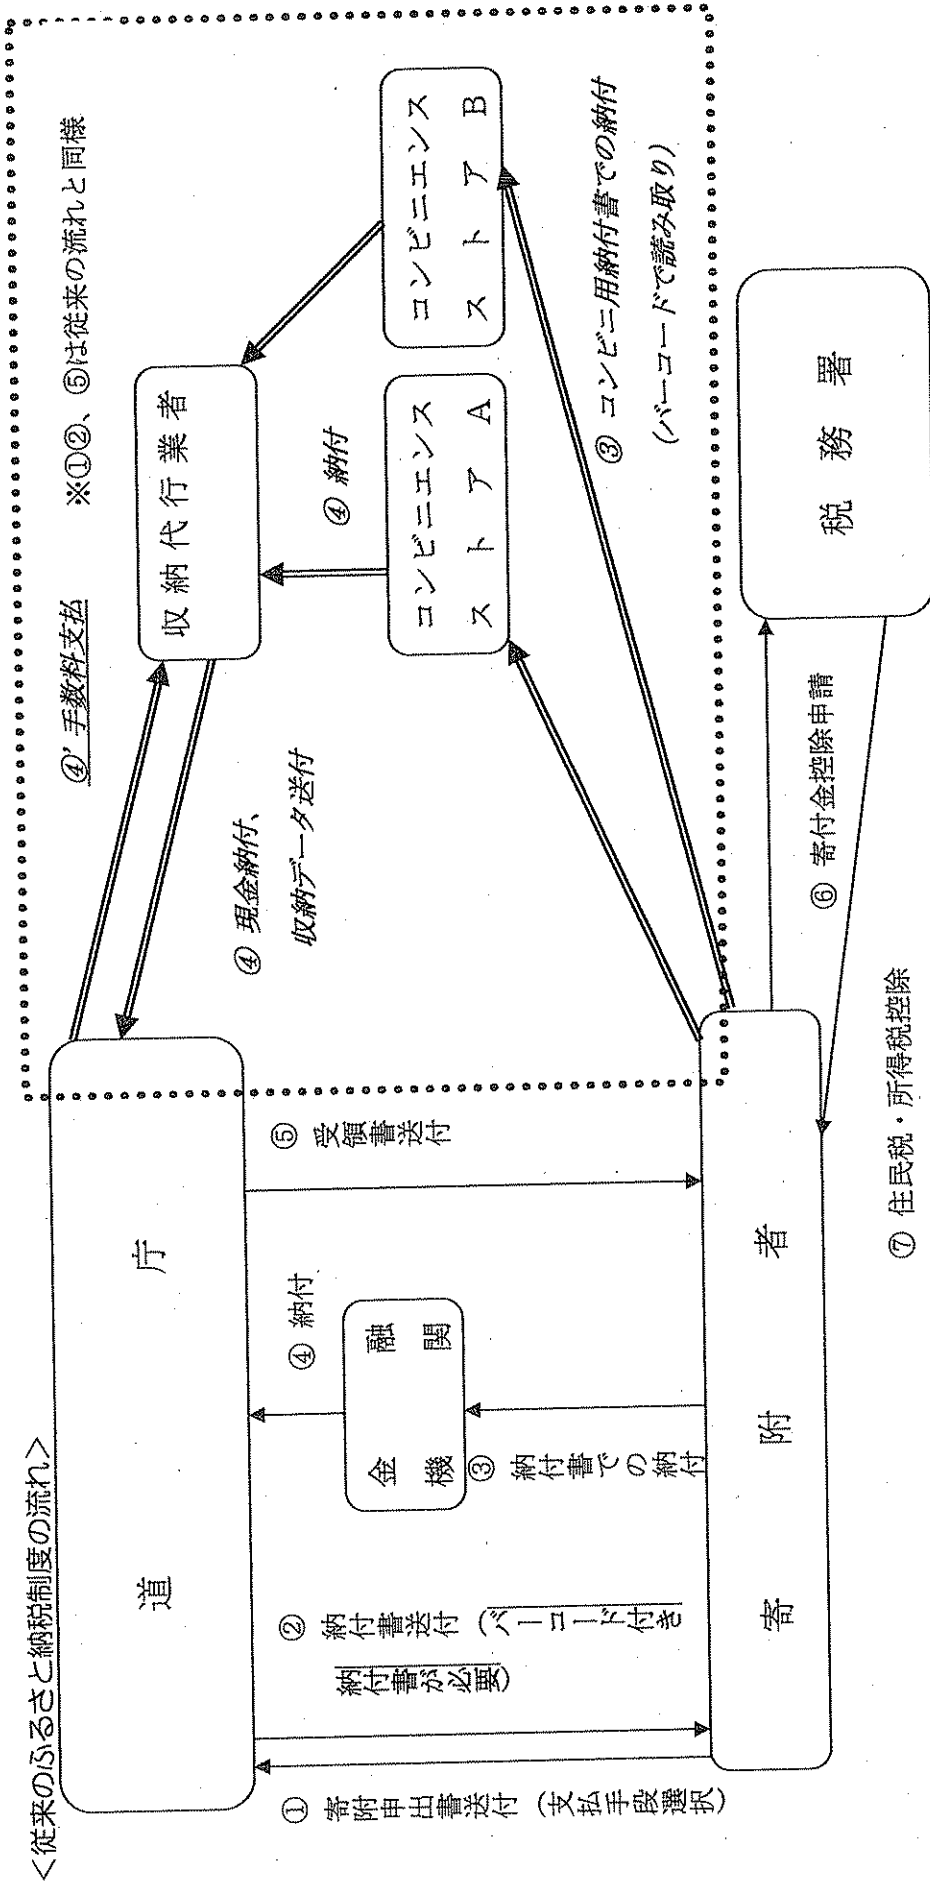 ＜従来のふるさと納税制度の流れ＞
④’ 手数料支払
※①②、⑤は従来の流れと同様
道　庁
収納代行業者
④ 現金納付、
収納データ送付
④ 納付
① 寄附申出書送付（支払手段選択）
② 納付書送付（バーコード付き
納付書が必要）
④ 納付
金　融
機　関
③ 納付書での納付
⑤ 受領書送付
コンビニエンス
ストアA
コンビニエンス
ストアB
③ コンビニ用納付書での納付
（バーコードで読み取り）
寄　附　者
⑥ 寄付金控除申請
税務署
⑦ 住民税・所得税控除